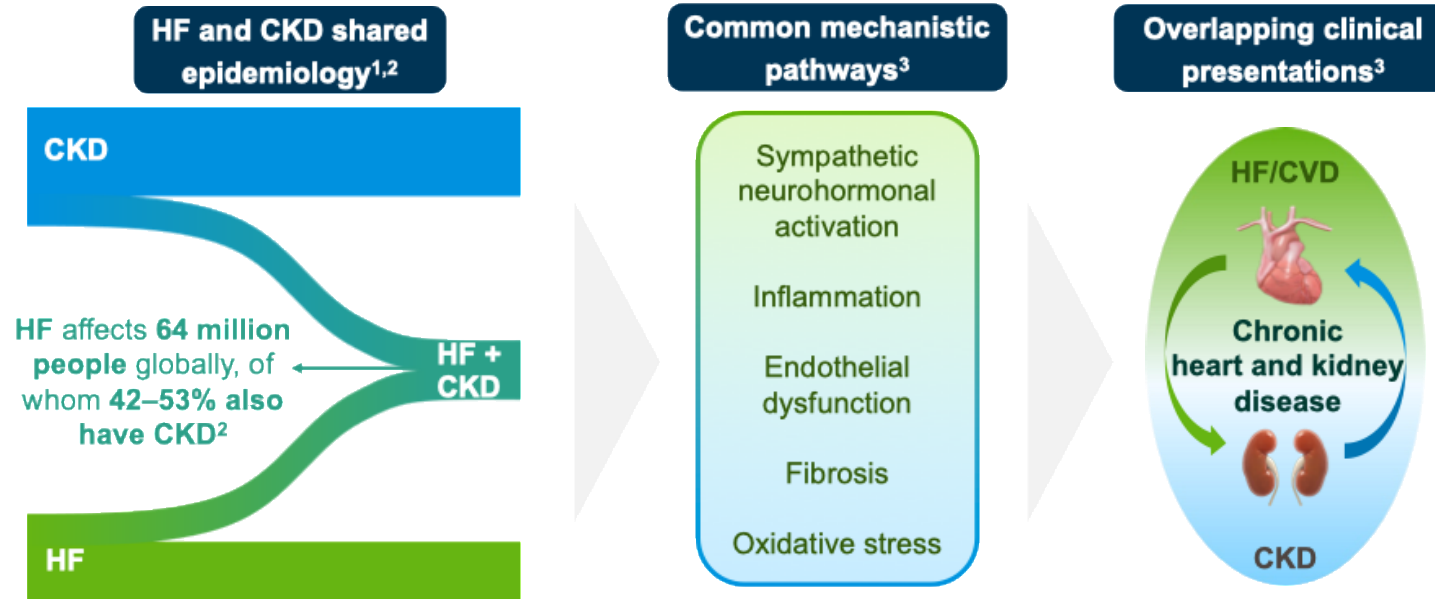 HF and CKD shared
epidemiology1,2
CKD
HF affects 64 million
people globally, of
whom 42–53% also
have CKD2
HF +
CKD
HF
Common mechanistic
pathways3
Sympathetic
neurohormonal
activation
Inflammation
Endothelial
dysfunction
Fibrosis
Oxidative stress
Overlapping clinical
presentations3
HF/CVD
Chronic
heart and kidney
disease
CKD